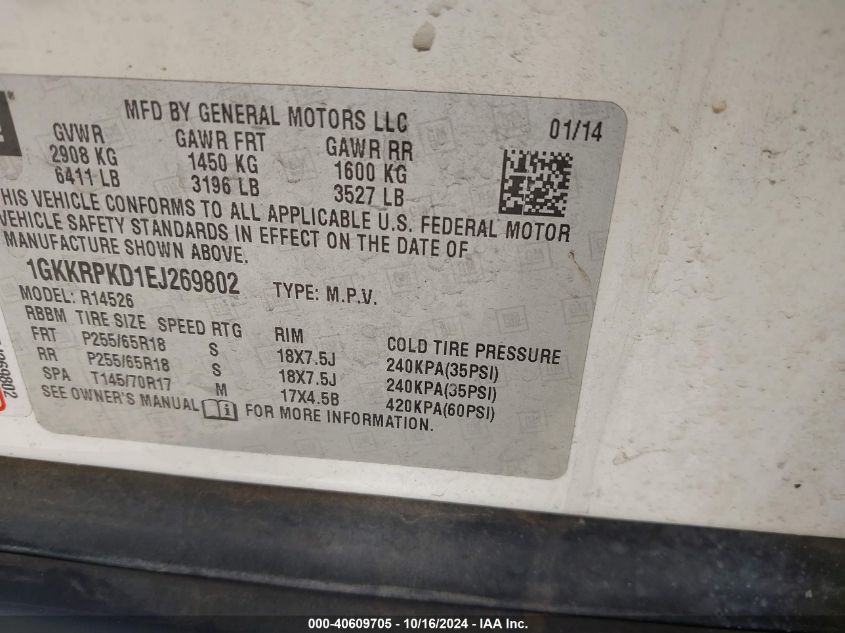 MFD BY GENERAL MOTORS LLC 01/14
GVWR GAWR FRT GAWR RR
2908 KG 1450 KG 1600 KG
6411 LB 3196 LB 3527 LB
HIS VEHICLE CONFORMS TO ALL APPLICABLE U.S. FEDERAL MOTOR
VEHICLE SAFETY STANDARDS IN EFFECT ON THE DATE OF
MANUFACTURE SHOWN ABOVE.
1GKKRPKD1EJ269802 TYPE: M.P.V.
MODEL: R14526
RBBM TIRE SIZE SPEED RTG RIM COLD TIRE PRESSURE
FRT P255/65R18 S 18X7.5J 240KPA(35PSI)
RR P255/65R18 S 18X7.5J 240KPA(35PSI)
SPA T145/70R17 M 17X4.5B 420KPA(60PSI)
SEE OWNER'S MANUAL FOR MORE INFORMATION.
000-40609705 - 10/16/2024 - IAA Inc.